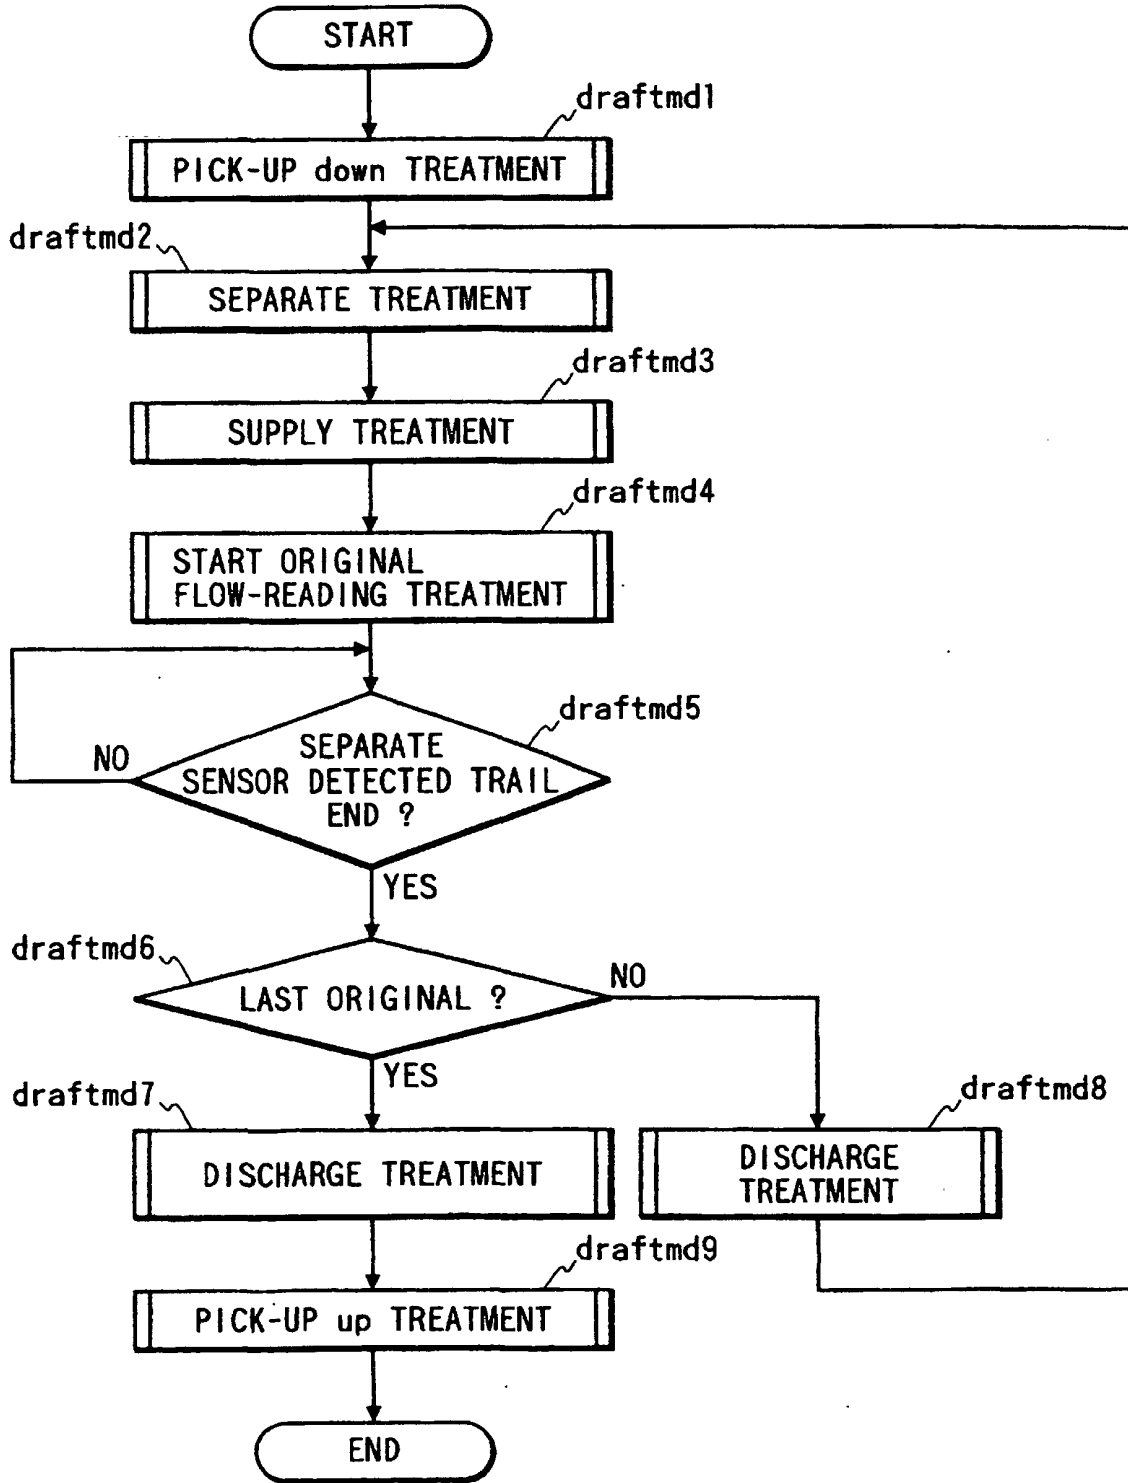 START
draftmd1
PICK-UP down TREATMENT
draftmd2
SEPARATE TREATMENT
draftmd3
SUPPLY TREATMENT
draftmd4
START ORIGINAL
FLOW-READING TREATMENT
draftmd5
NO
SEPARATE
SENSOR DETECTED TRAIL
END ?
YES
draftmd6
NO
LAST ORIGINAL ?
YES
draftmd7
draftmd8
DISCHARGE TREATMENT
DISCHARGE
TREATMENT
draftmd9
PICK-UP up TREATMENT
END